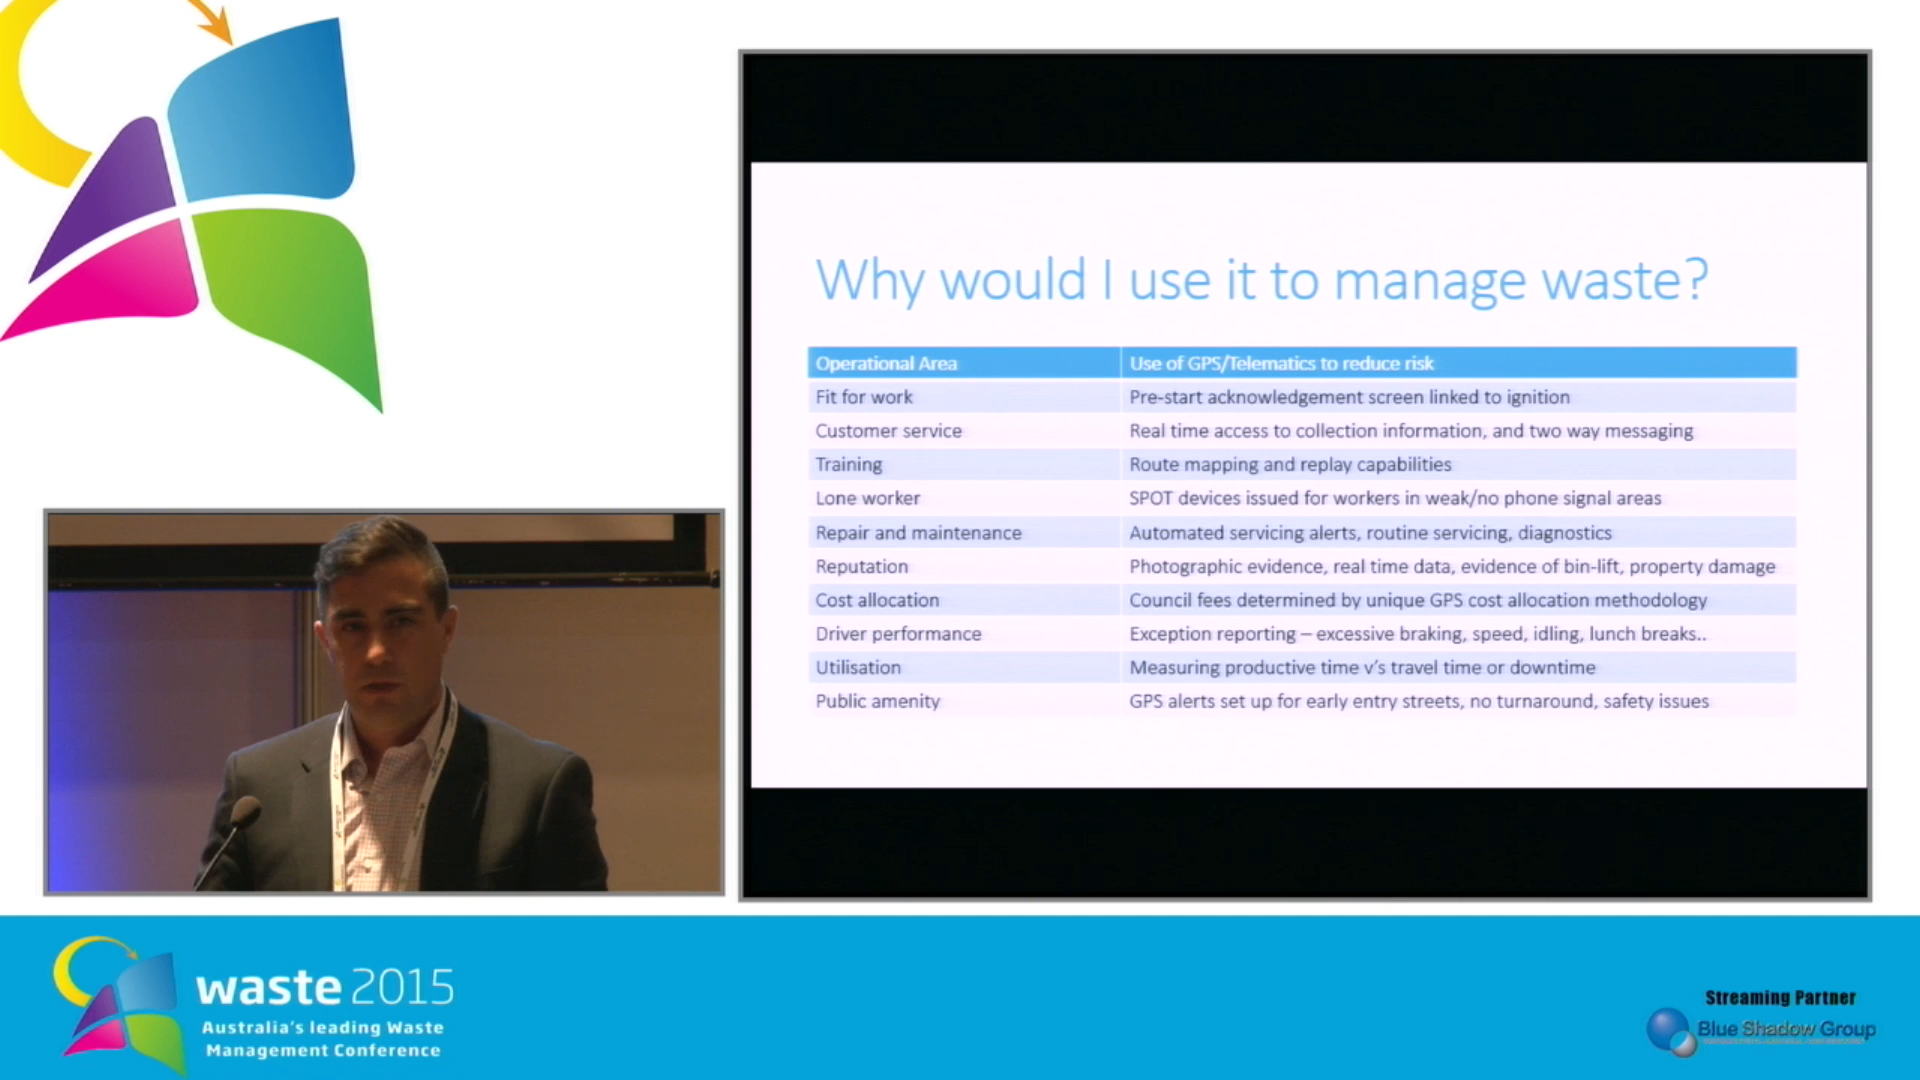 Why would I use it to manage waste?
Operational Area Use of GPS/Telematics to reduce risk
Fit for work Pre-start acknowledgement screen linked to ignition
Customer service Real time access to collection information, and two way messaging
Training Route mapping and replay capabilities
Lone worker SPOT devices issued for workers in weak/no phone signal areas
Repair and maintenance Automated servicing alerts, routine servicing, diagnostics
Reputation Photographic evidence, real time data, evidence of bin-lift, property damage
Cost allocation Council fees determined by unique GPS cost allocation methodology
Driver performance Exception reporting – excessive braking, speed, idling, lunch breaks..
Utilisation Measuring productive time v's travel time or downtime
Public amenity GPS alerts set up for early entry streets, no turnaround, safety issues
waste 2015
Australia's leading Waste
Management Conference
Streaming Partner
Blue Shadow Group